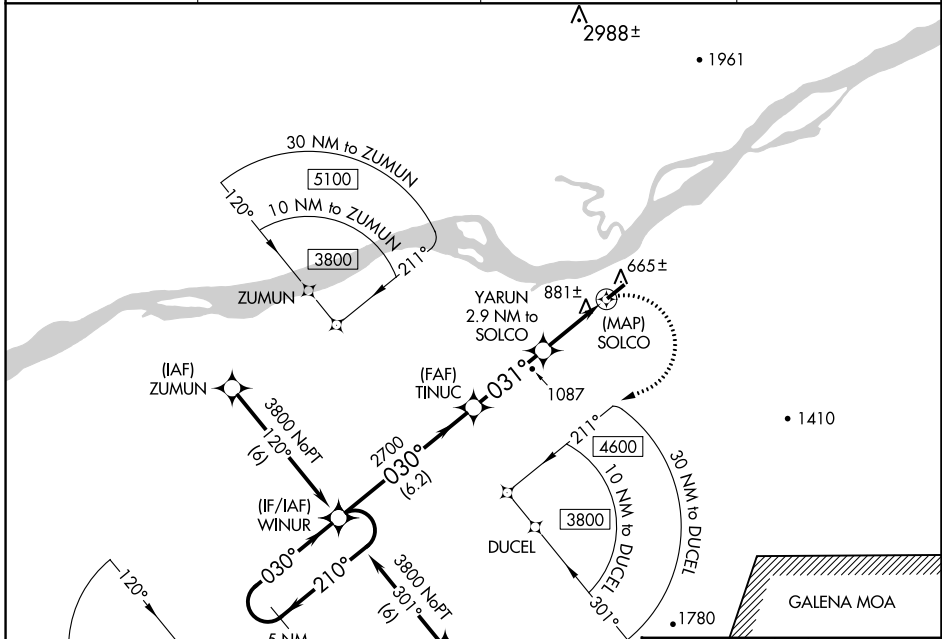 2988±
1961
30 NM to ZUMUN
5100
120°
10 NM to ZUMUN
3800
211°
ZUMUN
665±
881±
YARUN
2.9 NM to
SOLCO
(MAP)
SOLCO
(IAF)
ZUMUN
(FAF)
TINUC
031°
1087
3800 NoPT
120°
(6)
2700
030°
(6.2)
1410
211°
4600
30 NM to DUCEL
10 NM to DUCEL
3800
DUCEL
301°
(IF/IAF)
WINUR
030°
210°
3800 NoPT
301°
(6)
120°
5 NM
1780
GALENA MOA